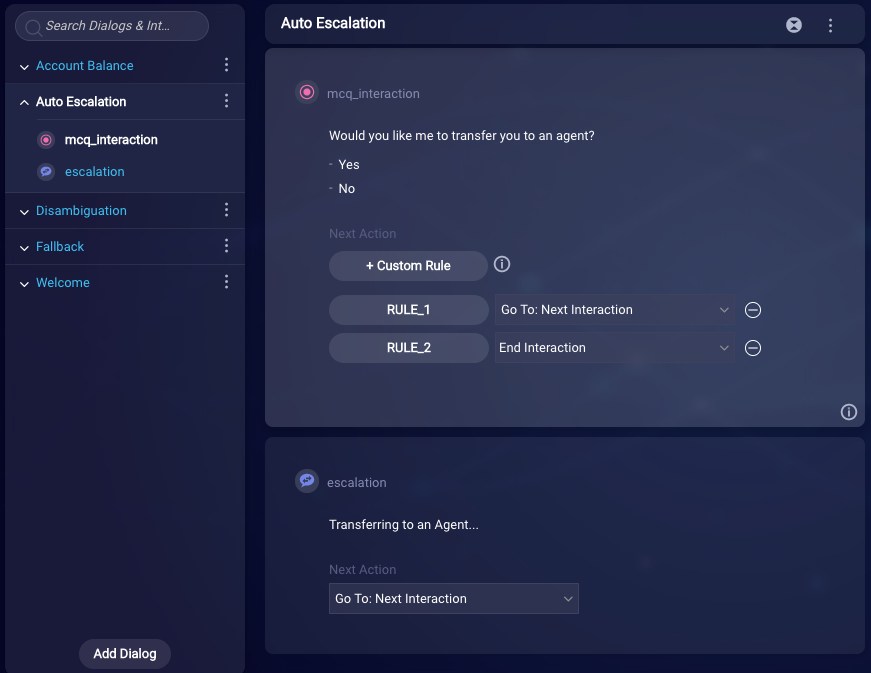 Search Dialogs & Int...
Account Balance
Auto Escalation
mcq_interaction
escalation
Disambiguation
Fallback
Welcome
Add Dialog
Auto Escalation
mcq_interaction
Would you like me to transfer you to an agent?
- Yes
- No
Next Action
+ Custom Rule
RULE_1 Go To: Next Interaction
RULE_2 End Interaction
escalation
Transferring to an Agent...
Next Action
Go To: Next Interaction